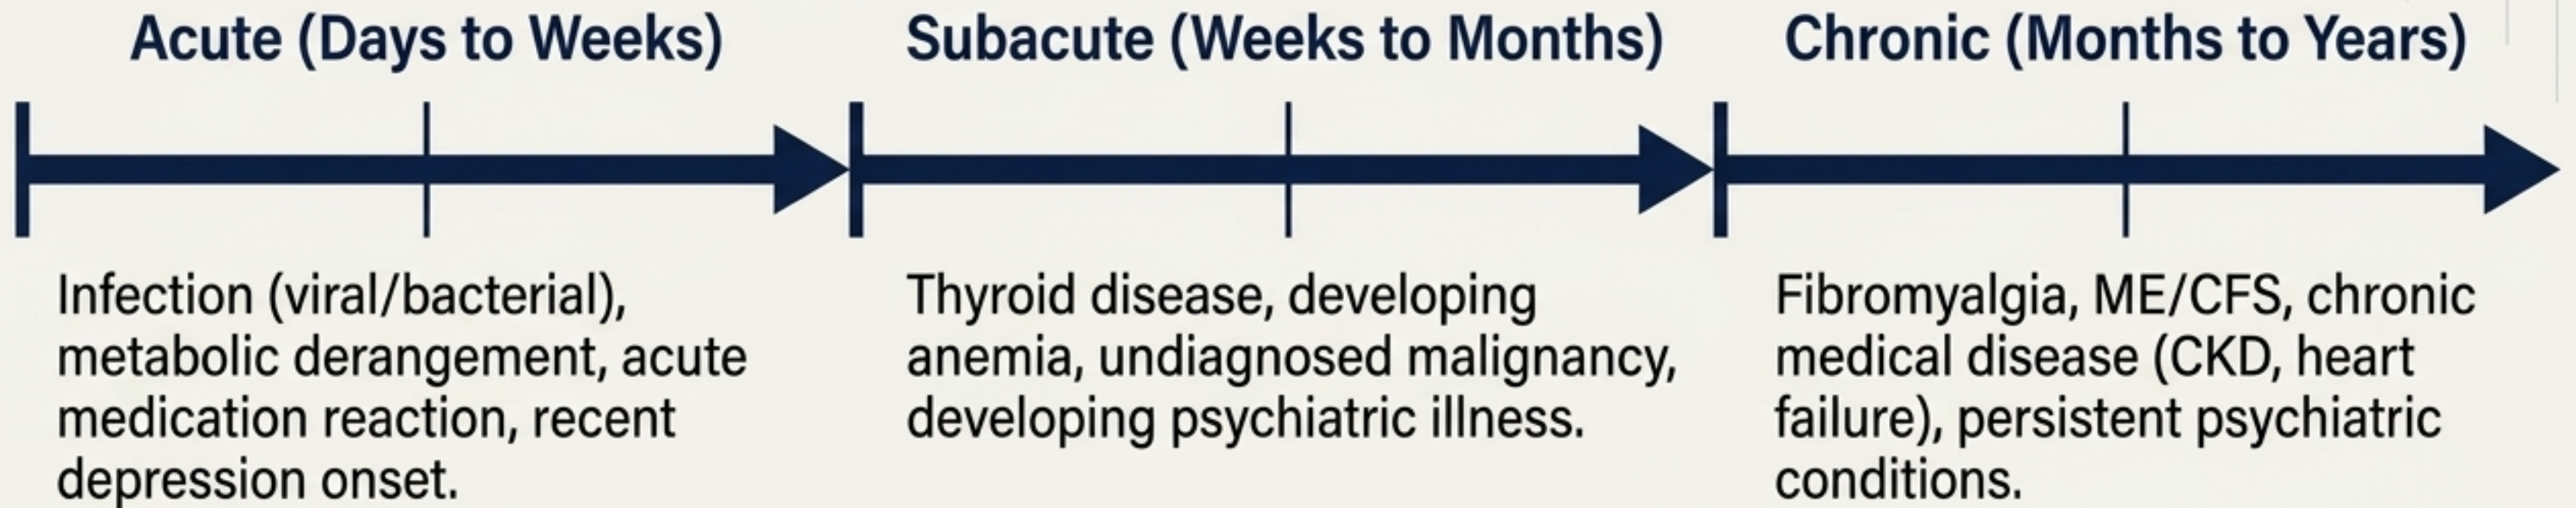 Acute (Days to Weeks)
Infection (viral/bacterial),
metabolic derangement, acute
medication reaction, recent
depression onset.
Subacute (Weeks to Months)
Thyroid disease, developing
anemia, undiagnosed malignancy,
developing psychiatric illness.
Chronic (Months to Years)
Fibromyalgia, ME/CFS, chronic
medical disease (CKD, heart
failure), persistent psychiatric
conditions.